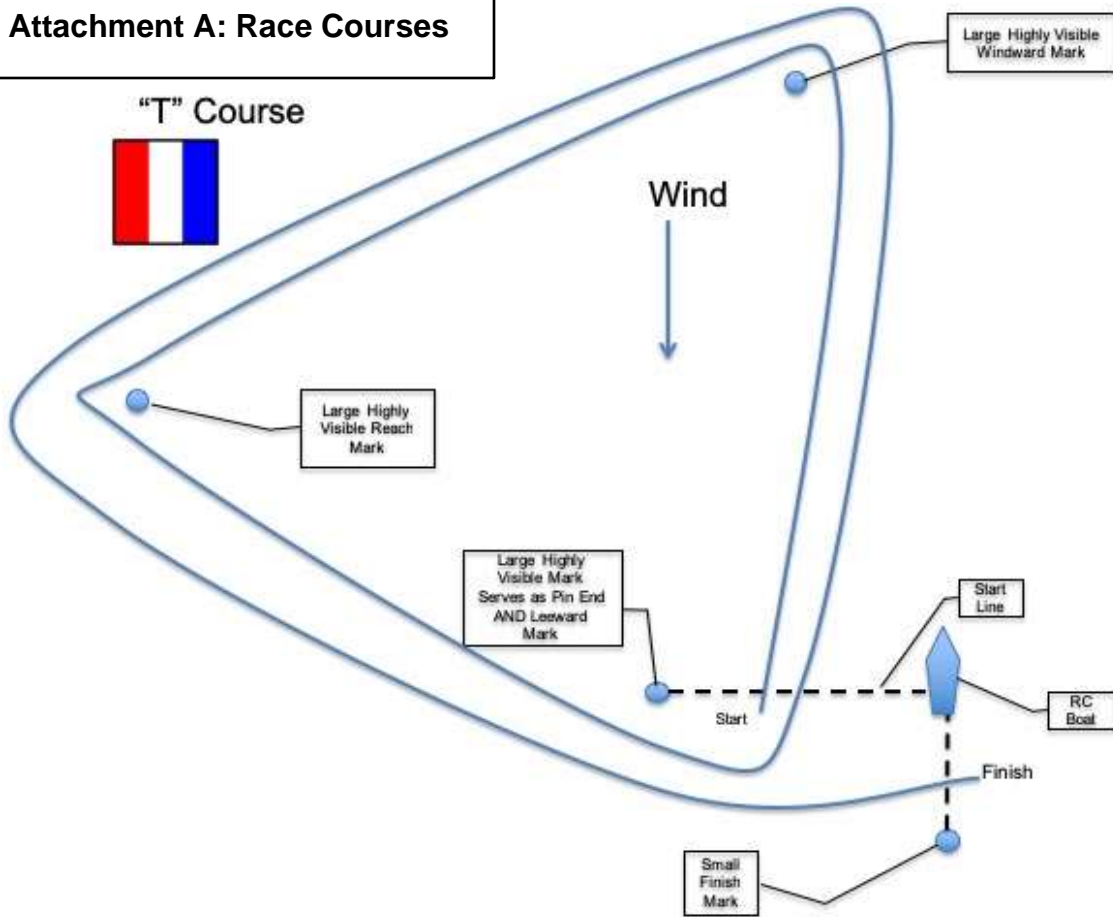 Attachment A: Race Courses
Large Highly Visible
Windward Mark
"T" Course
Wind
Large Highly
Visible Reach
Mark
Large Highly
Visible Mark
Serves as Pin End
AND Leeward
Mark
Start
Line
Start
RC
Boat
Finish
Small
Finish
Mark